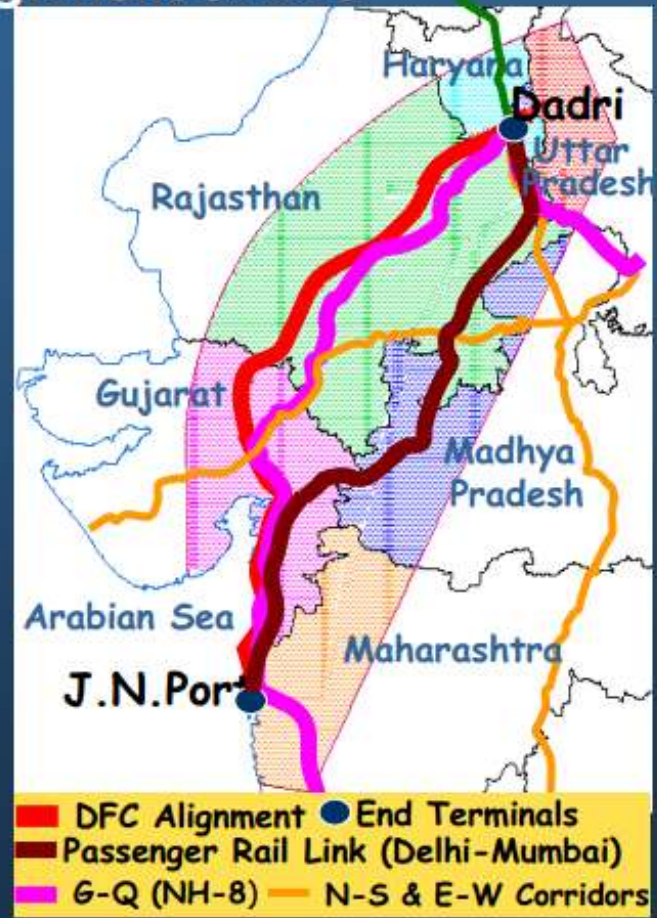 Haryana
Dadri
Uttar
Pradesh
Rajasthan
Gujarat
Madhya
Pradesh
Arabian Sea
Maharashtra
J.N.Port
DFC Alignment End Terminals
Passenger Rail Link (Delhi-Mumbai)
G-Q (NH-8) N-S & E-W Corridors